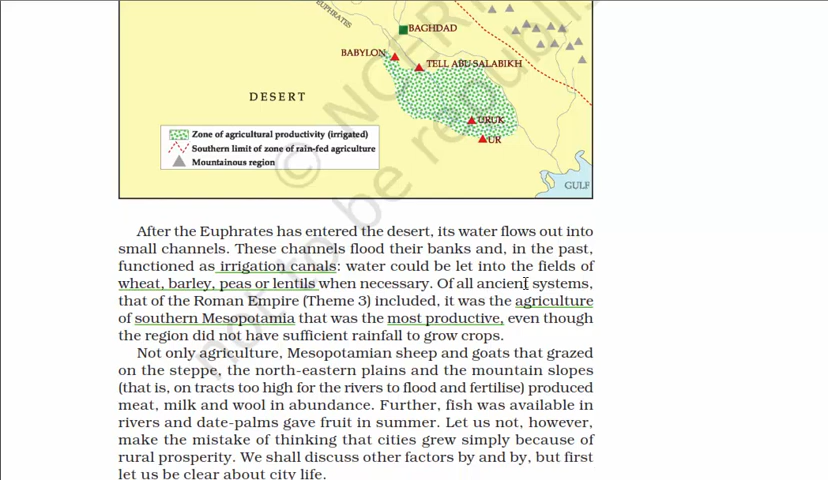 EUPHRATES
BAGHDAD
BABYLON
TELL ABU SALABIKH
DESERT
URUK
UR
Zone of agricultural productivity (irrigated)
Southern limit of zone of rain-fed agriculture
Mountainous region
GULF
© NCER
not to be republis
After the Euphrates has entered the desert, its water flows out into
small channels. These channels flood their banks and, in the past,
functioned as irrigation canals: water could be let into the fields of
wheat, barley, peas or lentils when necessary. Of all ancient systems,
that of the Roman Empire (Theme 3) included, it was the agriculture
of southern Mesopotamia that was the most productive, even though
the region did not have sufficient rainfall to grow crops.
Not only agriculture, Mesopotamian sheep and goats that grazed
on the steppe, the north-eastern plains and the mountain slopes
(that is, on tracts too high for the rivers to flood and fertilise) produced
meat, milk and wool in abundance. Further, fish was available in
rivers and date-palms gave fruit in summer. Let us not, however,
make the mistake of thinking that cities grew simply because of
rural prosperity. We shall discuss other factors by and by, but first
let us be clear about city life.